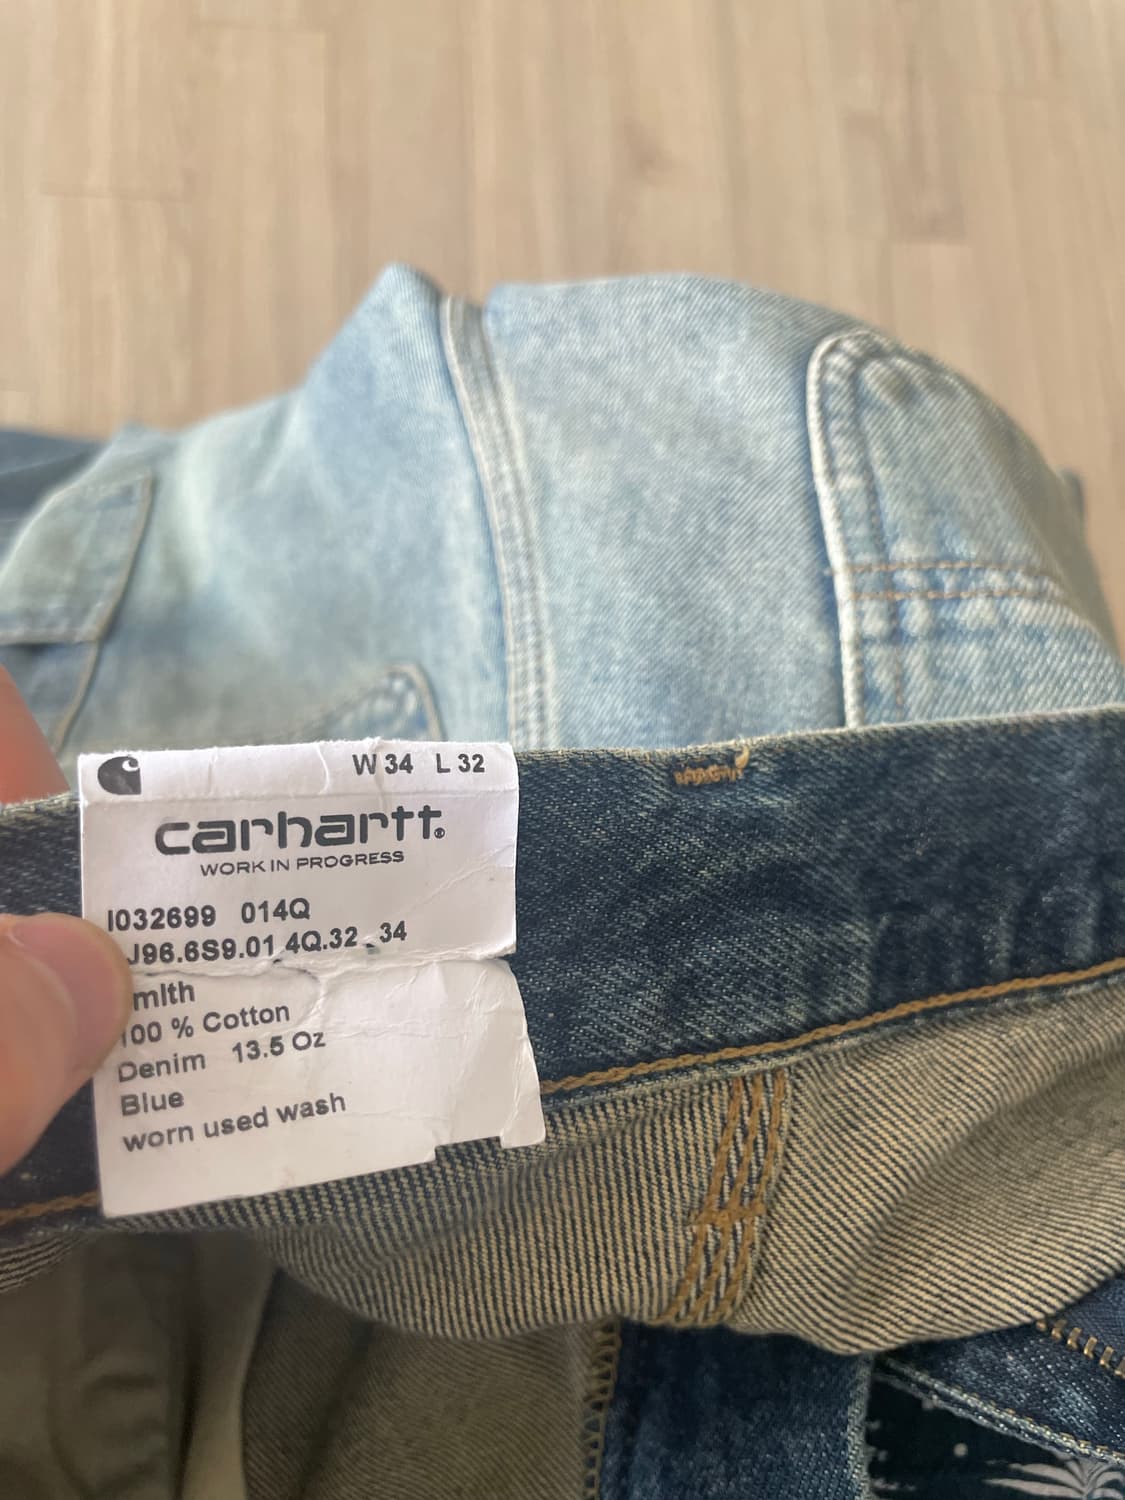 W 34 L 32
carhartt®
WORK IN PROGRESS
I032699 014Q
J96.6S9.01 4Q.32 34
mlth
100 % Cotton
Denim 13.5 Oz
Blue
worn used wash